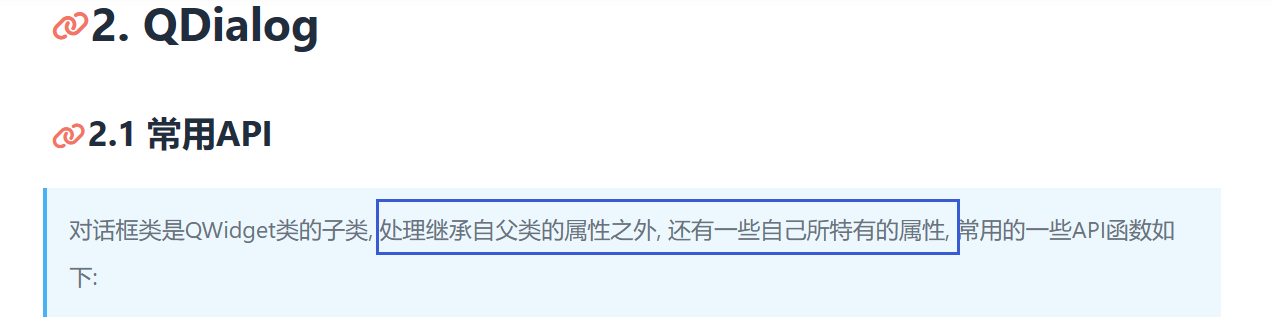 2. QDialog
2.1 常用API
对话框类是QWidget类的子类, 处理继承自父类的属性之外, 还有一些自己所特有的属性, 常用的一些API函数如
下: